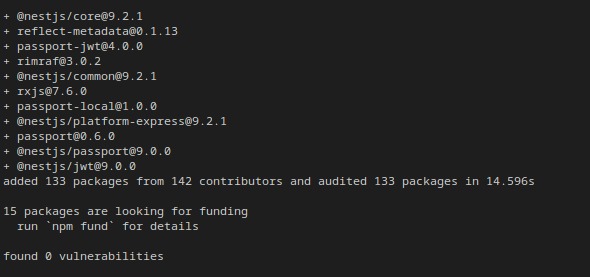 + @nestjs/core@9.2.1
+ reflect-metadata@0.1.13
+ passport-jwt@4.0.0
+ rimraf@3.0.2
+ @nestjs/common@9.2.1
+ rxjs@7.6.0
+ passport-local@1.0.0
+ @nestjs/platform-express@9.2.1
+ passport@0.6.0
+ @nestjs/passport@9.0.0
+ @nestjs/jwt@9.0.0
added 133 packages from 142 contributors and audited 133 packages in 14.596s
15 packages are looking for funding
run `npm fund` for details
found 0 vulnerabilities